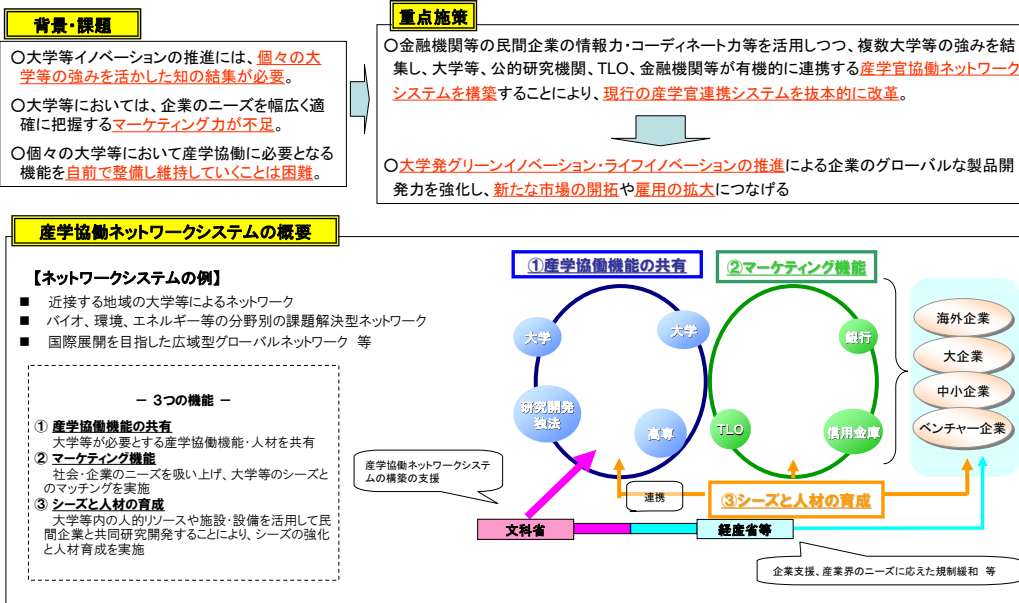 背景・課題
○大学等イノベーションの推進には、個々の大
学等の強みを活かした知の結集が必要。
○大学等においては、企業のニーズを幅広く適
確に把握するマーケティング力が不足。
○個々の大学等において産学協働に必要となる
機能を自前で整備し維持していくことは困難。
重点施策
○金融機関等の民間企業の情報力・コーディネート力等を活用しつつ、複数大学等の強みを結
集し、大学等、公的研究機関、TLO、金融機関等が有機的に連携する産学官協働ネットワーク
システムを構築することにより、現行の産学官連携システムを抜本的に改革。
○大学発グリーンイノベーション・ライフイノベーションの推進による企業のグローバルな製品開
発力を強化し、新たな市場の開拓や雇用の拡大につなげる
産学協働ネットワークシステムの概要
【ネットワークシステムの例】
■ 近接する地域の大学等によるネットワーク
■ バイオ、環境、エネルギー等の分野別の課題解決型ネットワーク
■ 国際展開を目指した広域型グローバルネットワーク 等
－ 3つの機能 －
① 産学協働機能の共有
大学等が必要とする産学協働機能・人材を共有
② マーケティング機能
社会・企業のニーズを吸い上げ、大学等のシーズと
のマッチングを実施
③ シーズと人材の育成
大学等内の人的リソースや施設・設備を活用して民
間企業と共同研究開発することにより、シーズの強化
と人材育成を実施
①産学協働機能の共有
②マーケティング機能
大学
大学
研究開発
独法
高専
銀行
TLO
信用金庫
海外企業
大企業
中小企業
ベンチャー企業
産学協働ネットワークシステ
ムの構築の支援
連携
③シーズと人材の育成
文科省
経産省等
企業支援、産業界のニーズに応えた規制緩和 等